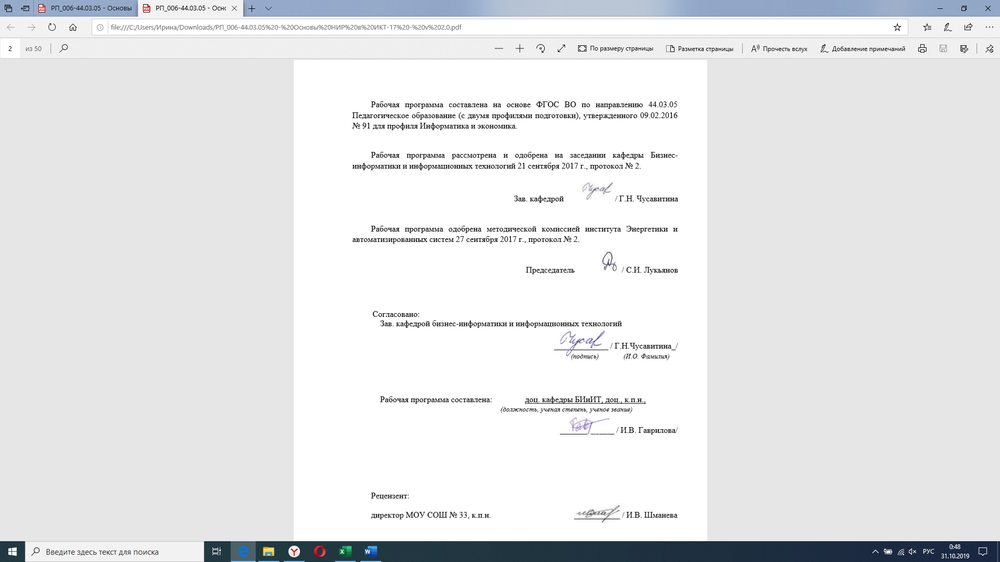 РП_006-44.03.05 - Основы
РП_006-44.03.05 - Осно
file:///C:/Users/Ирина/Downloads/РП_006-44.03.05%20-%20Основы%20НИР%20в%20ИКТ-17%20-%20v%202.0.pdf
2 из 50
По размеру страницы
Разметка страницы
Прочесть вслух
Добавление примечаний
Рабочая программа составлена на основе ФГОС ВО по направлению 44.03.05
Педагогическое образование (с двумя профилями подготовки), утвержденного 09.02.2016
№ 91 для профиля Информатика и экономика.
Рабочая программа рассмотрена и одобрена на заседании кафедры Бизнес-
информатики и информационных технологий 21 сентября 2017 г., протокол № 2.
Зав. кафедрой / Г.Н. Чусавитина
Рабочая программа одобрена методической комиссией института Энергетики и
автоматизированных систем 27 сентября 2017 г., протокол № 2.
Председатель / С.И. Лукьянов
Согласовано:
Зав. кафедрой бизнес-информатики и информационных технологий
/ Г.Н.Чусавитина_/
(подпись) (И.О. Фамилия)
Рабочая программа составлена: доц. кафедры БИиИТ, доц., к.п.н.,
(должность, ученая степень, ученое звание)
/ И.В. Гаврилова/
Рецензент:
директор МОУ СОШ № 33, к.п.н. / И.В. Шманева
Введите здесь текст для поиска
РУС
0:48
31.10.2019